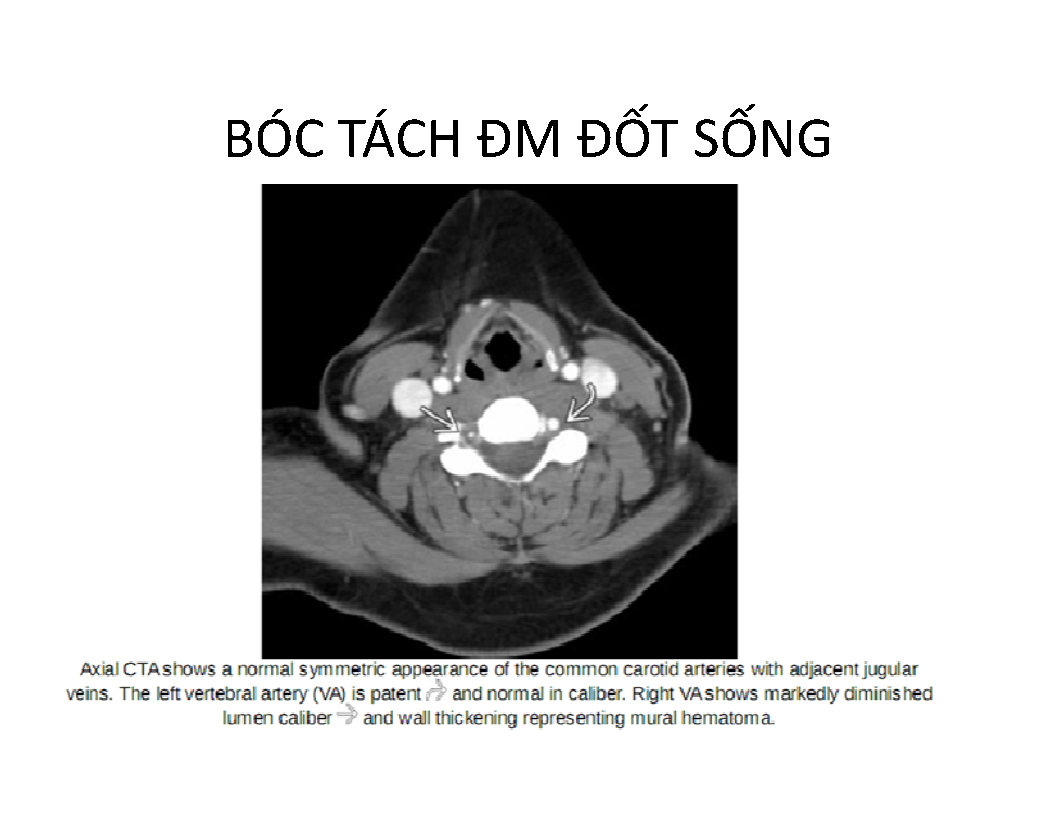 BÓC TÁCH ĐM ĐỐT SỐNG
Axial CTA shows a normal symmetric appearance of the common carotid arteries with adjacent jugular
veins. The left vertebral artery (VA) is patent and normal in caliber. Right VA shows markedly diminished
lumen caliber and wall thickening representing mural hematoma.